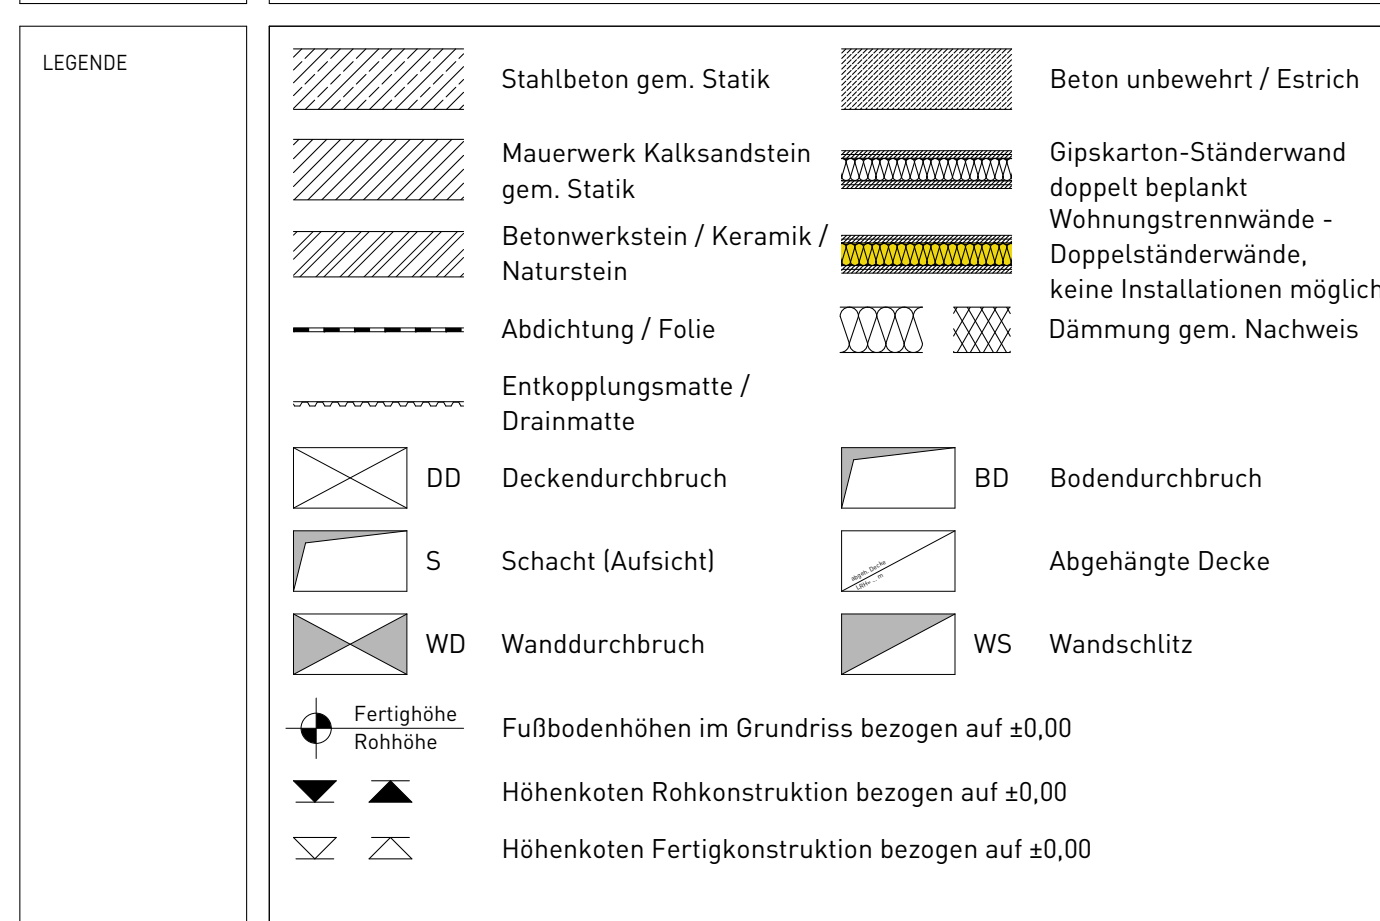 LEGENDE
Stahlbeton gem. Statik
Beton unbewehrt / Estrich
Mauerwerk Kalksandstein
gem. Statik
Gipskarton-Ständerwand
doppelt beplankt
Betonwerkstein / Keramik /
Naturstein
Wohnungstrennwände -
Doppelständerwände,
keine Installationen möglich
Abdichtung / Folie
Dämmung gem. Nachweis
Entkopplungsmatte /
Drainmatte
DD Deckendurchbruch
BD Bodendurchbruch
S Schacht (Aufsicht)
abgeh. Decke
LRH= ... m
Abgehängte Decke
WD Wanddurchbruch
WS Wandschlitz
Fertighöhe
Rohhöhe
Fußbodenhöhen im Grundriss bezogen auf ±0,00
Höhenkoten Rohkonstruktion bezogen auf ±0,00
Höhenkoten Fertigkonstruktion bezogen auf ±0,00